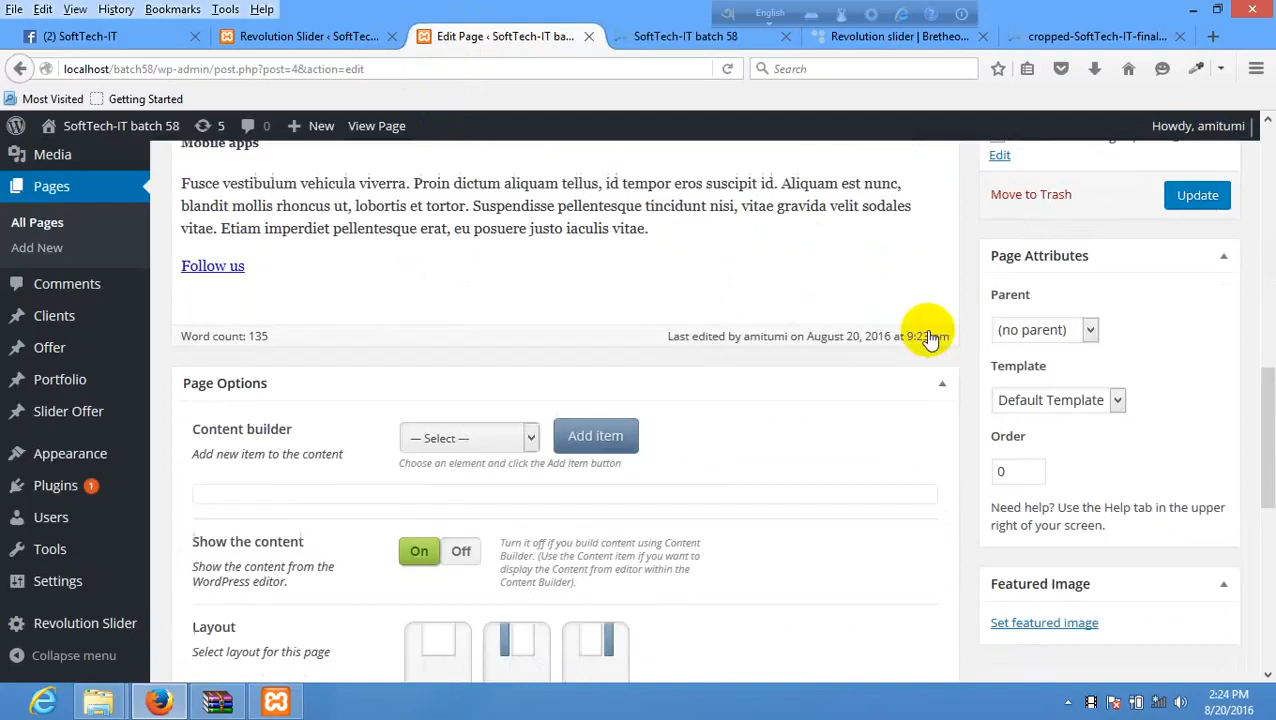 File Edit View History Bookmarks Tools Help
English
(2) SoftTech-IT
Revolution Slider ‹ SoftTec...
Edit Page ‹ SoftTech-IT ba...
SoftTech-IT batch 58
Revolution slider | Bretheo...
cropped-SoftTech-IT-final...
localhost/batch58/wp-admin/post.php?post=4&action=edit
Search
Most Visited Getting Started
SoftTech-IT batch 58 5 0 New View Page Howdy, amitumi
Media
Pages
All Pages
Add New
Comments
Clients
Offer
Portfolio
Slider Offer
Appearance
Plugins 1
Users
Tools
Settings
Revolution Slider
Collapse menu
Mobile apps
Fusce vestibulum vehicula viverra. Proin dictum aliquam tellus, id tempor eros suscipit id. Aliquam est nunc,
blandit mollis rhoncus ut, lobortis et tortor. Suspendisse pellentesque tincidunt nisi, vitae gravida velit sodales
vitae. Etiam imperdiet pellentesque erat, eu posuere justo iaculis vitae.
Follow us
Word count: 135
Last edited by amitumi on August 20, 2016 at
Page Options
Content builder
Add new item to the content
— Select —
Add item
Choose an element and click the Add Item button
Show the content
Show the content from the
WordPress editor.
On Off
Turn it off if you build content using Content
Builder. (Use the Content item if you want to
display the Content from editor within the
Content Builder).
Layout
Select layout for this page
Edit
Move to Trash
Update
Page Attributes
Parent
(no parent)
Template
Default Template
Order
0
Need help? Use the Help tab in the upper
right of your screen.
Featured Image
Set featured image
2:24 PM
8/20/2016